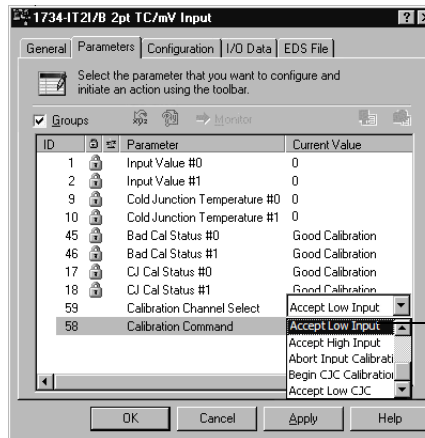 1734-IT2I/B 2pt TC/mV Input
General Parameters Configuration I/O Data EDS File
Select the parameter that you want to configure and
initiate an action using the toolbar.
Groups Monitor
ID Parameter Current Value
1 Input Value #0 0
2 Input Value #1 0
9 Cold Junction Temperature #0 0
10 Cold Junction Temperature #1 0
45 Bad Cal Status #0 Good Calibration
46 Bad Cal Status #1 Good Calibration
17 CJ Cal Status #0 Good Calibration
18 CJ Cal Status #1 Good Calibration
59 Calibration Channel Select Accept Low Input
58 Calibration Command Accept Low Input
Accept High Input
Abort Input Calibrati
Begin CJC Calibration
Accept Low CJC
OK Cancel Apply Help